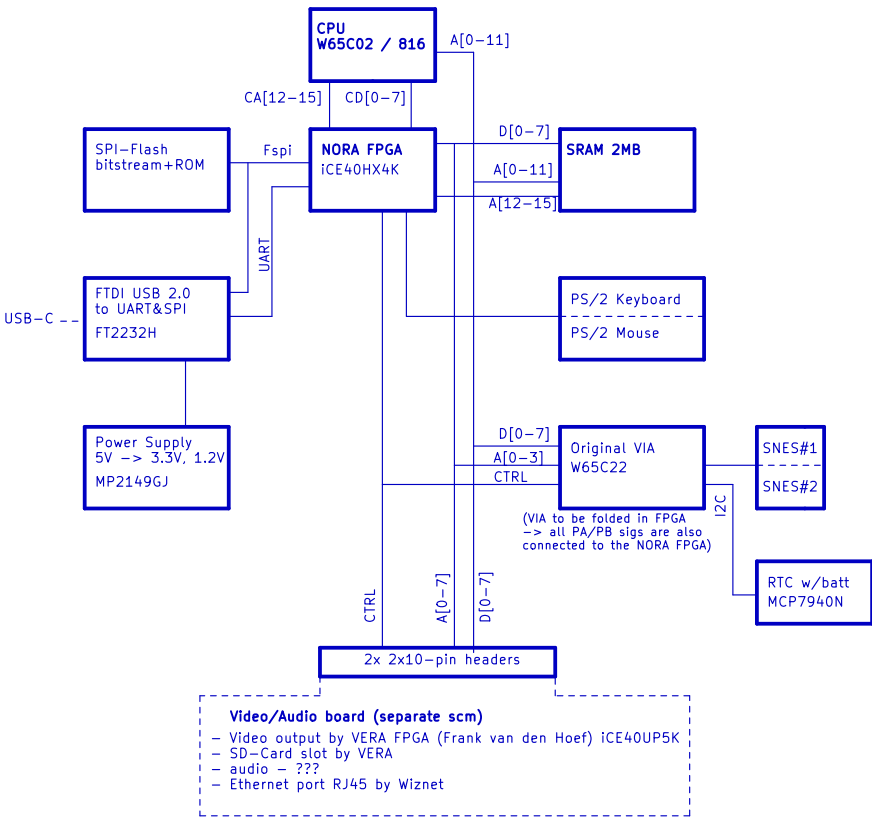 CPU
W65C02 / 816
A[0-11]
CA[12-15]
CD[0-7]
SPI-Flash
bitstream+ROM
Fspi
NORA FPGA
iCE40HX4K
D[0-7]
SRAM 2MB
A[0-11]
A[12-15]
UART
FTDI USB 2.0
to UART&SPI
FT2232H
USB-C
PS/2 Keyboard
PS/2 Mouse
Power Supply
5V -> 3.3V, 1.2V
MP2149GJ
D[0-7]
A[0-3]
CTRL
Original VIA
W65C22
SNES#1
SNES#2
I2C
(VIA to be folded in FPGA
-> all PA/PB sigs are also
connected to the NORA FPGA)
RTC w/batt
MCP7940N
CTRL
A[0-7]
D[0-7]
2x 2x10-pin headers
Video/Audio board (separate scm)
- Video output by VERA FPGA (Frank van den Hoef) iCE40UP5K
- SD-Card slot by VERA
- audio - ???
- Ethernet port RJ45 by Wiznet